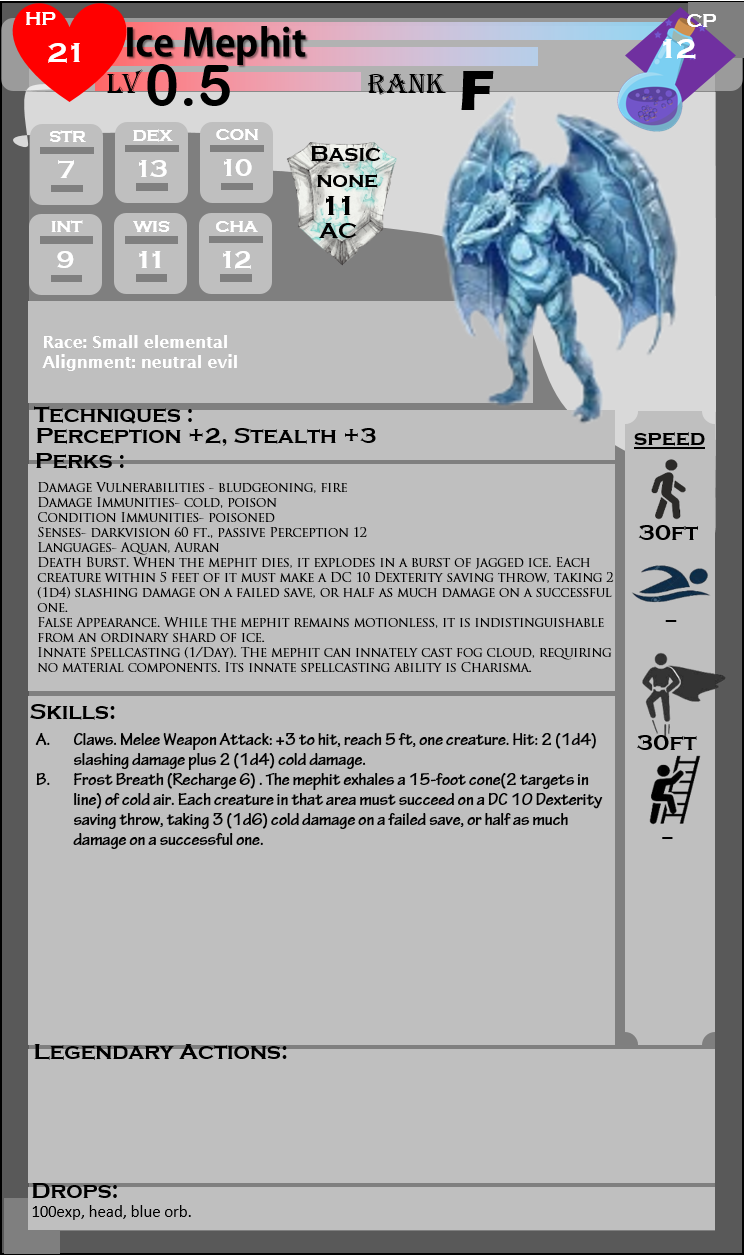 HP
21
Ice Mephit
CP
12
LV 0.5
RANK F
STR
7
DEX
13
CON
10
INT
9
WIS
11
CHA
12
BASIC
NONE
11
AC
Race: Small elemental
Alignment: neutral evil
TECHNIQUES :
PERCEPTION +2, STEALTH +3
PERKS :
DAMAGE VULNERABILITIES - BLUDGEONING, FIRE
DAMAGE IMMUNITIES- COLD, POISON
CONDITION IMMUNITIES- POISONED
SENSES- DARKVISION 60 FT., PASSIVE PERCEPTION 12
LANGUAGES- AQUAN, AURAN
DEATH BURST. WHEN THE MEPHIT DIES, IT EXPLODES IN A BURST OF JAGGED ICE. EACH
CREATURE WITHIN 5 FEET OF IT MUST MAKE A DC 10 DEXTERITY SAVING THROW, TAKING 2
(1D4) SLASHING DAMAGE ON A FAILED SAVE, OR HALF AS MUCH DAMAGE ON A SUCCESSFUL
ONE.
FALSE APPEARANCE. WHILE THE MEPHIT REMAINS MOTIONLESS, IT IS INDISTINGUISHABLE
FROM AN ORDINARY SHARD OF ICE.
INNATE SPELLCASTING (1/DAY). THE MEPHIT CAN INNATELY CAST FOG CLOUD, REQUIRING
NO MATERIAL COMPONENTS. ITS INNATE SPELLCASTING ABILITY IS CHARISMA.
SPEED
30FT
–
30FT
–
SKILLS:
A. Claws. Melee Weapon Attack: +3 to hit, reach 5 ft, one creature. Hit: 2 (1d4)
slashing damage plus 2 (1d4) cold damage.
B. Frost Breath (Recharge 6) . The mephit exhales a 15-foot cone(2 targets in
line) of cold air. Each creature in that area must succeed on a DC 10 Dexterity
saving throw, taking 3 (1d6) cold damage on a failed save, or half as much
damage on a successful one.
LEGENDARY ACTIONS:
DROPS:
100exp, head, blue orb.